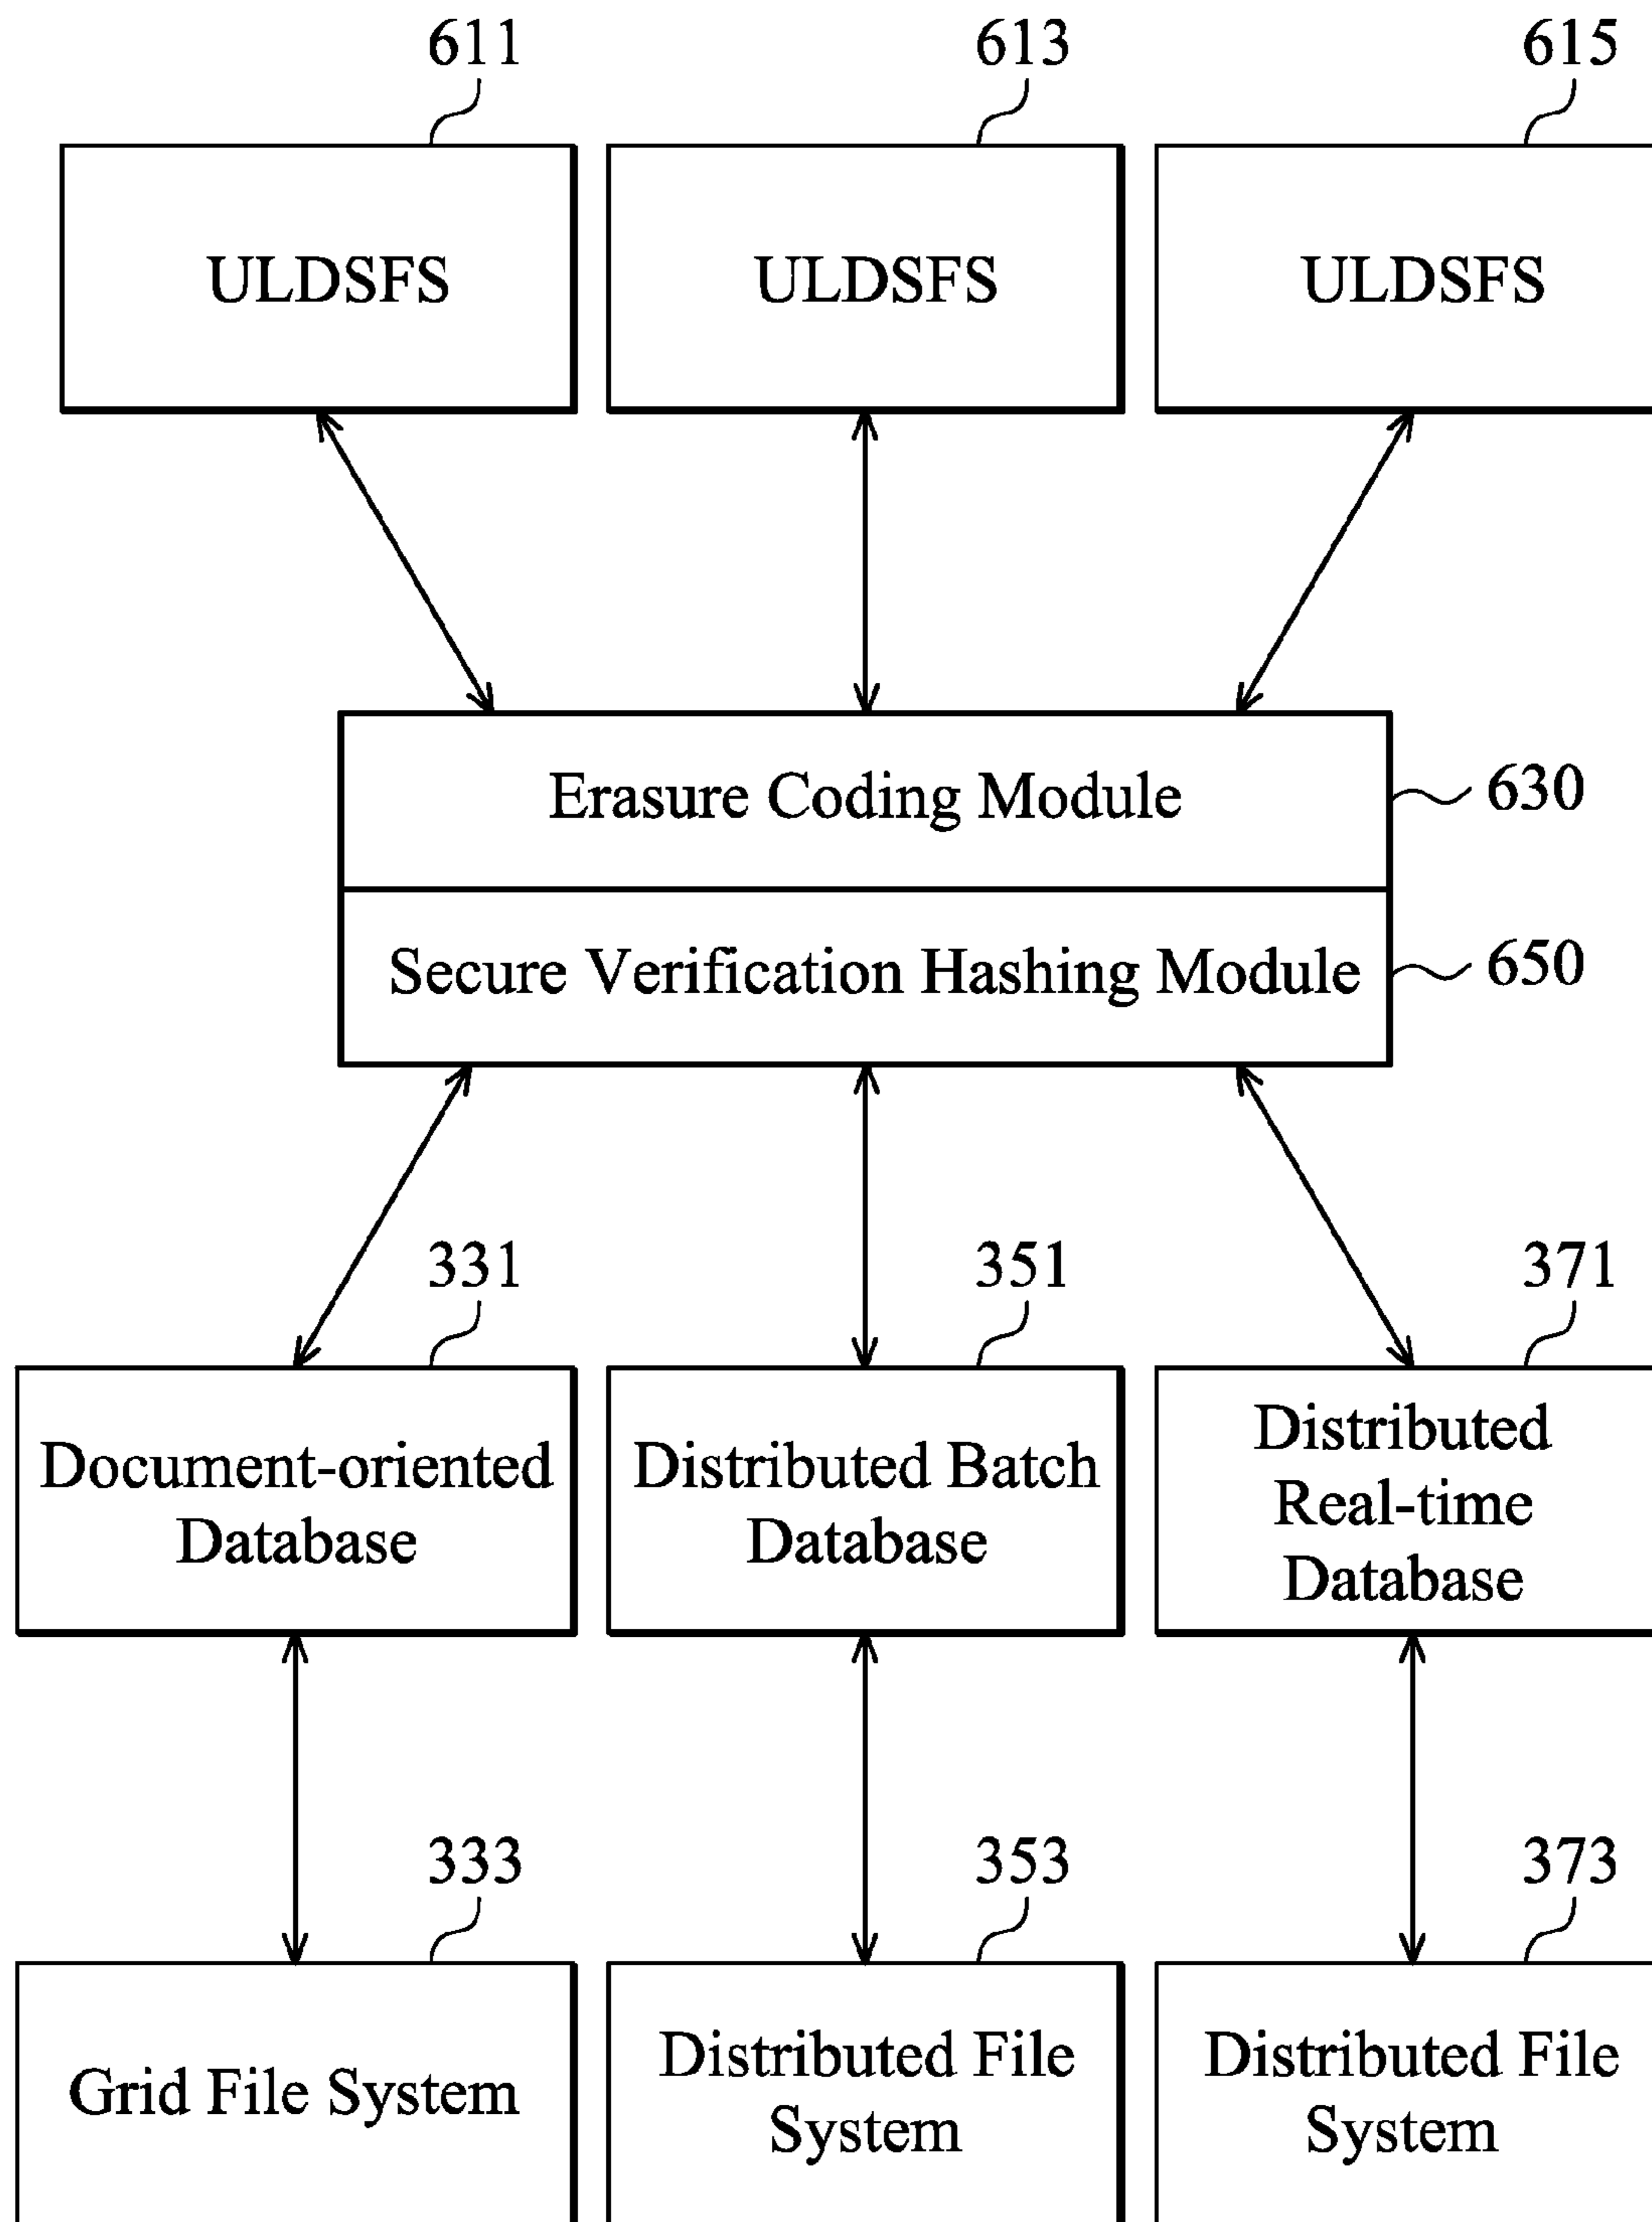 611
613
615
ULDSFS
ULDSFS
ULDSFS
Erasure Coding Module
630
Secure Verification Hashing Module
650
331
351
371
Document-oriented
Database
Distributed Batch
Database
Distributed
Real-time
Database
333
353
373
Grid File System
Distributed File
System
Distributed File
System